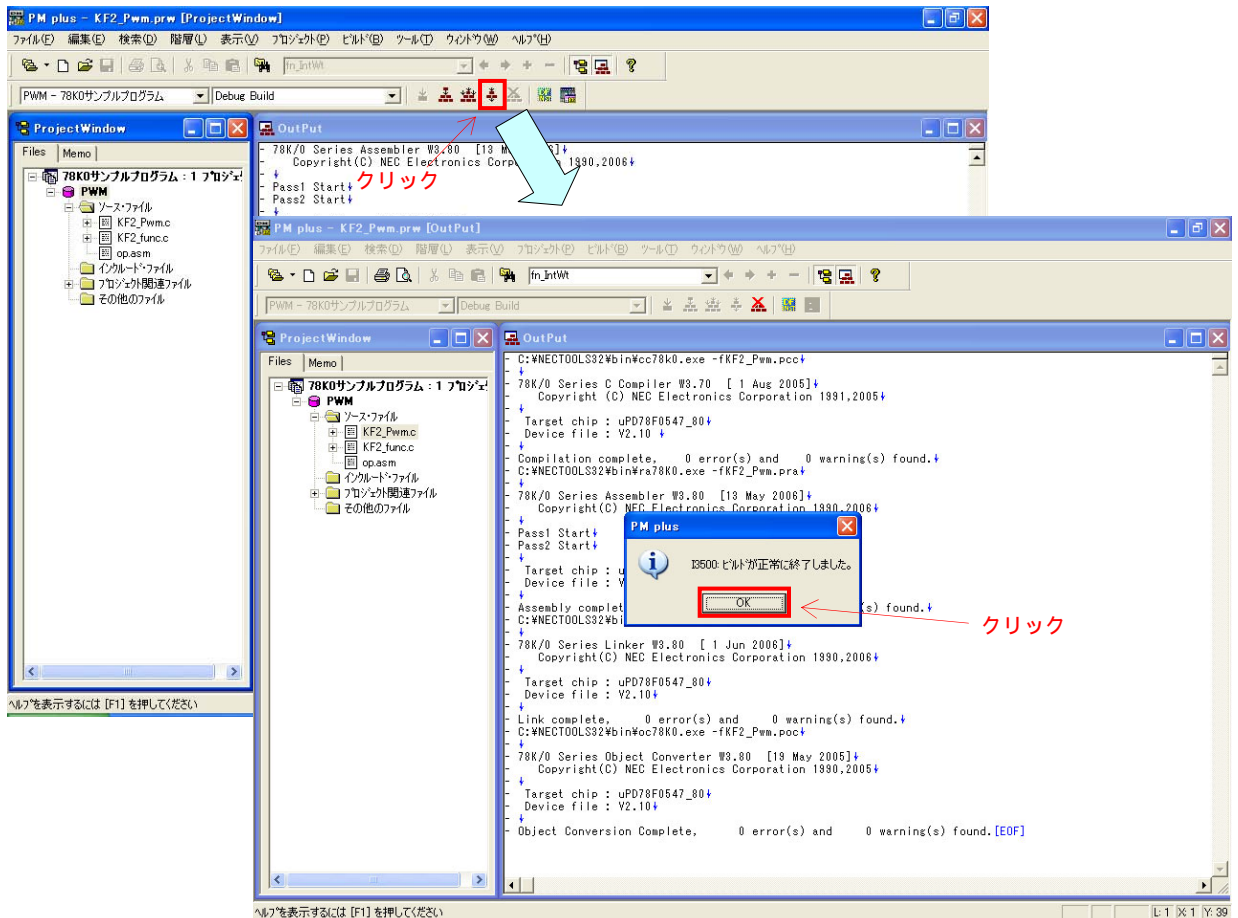 PM plus - KF2_Pwm.prw [ProjectWindow]
ファイル(F) 編集(E) 検索(D) 階層(L) 表示(V) プロジェクト(P) ビルド(B) ツール(T) ウィンドウ(W) ヘルプ(H)
fn_IntWt
PWM - 78K0サンプルプログラム Debug Build
ProjectWindow
Files Memo
78K0サンプルプログラム : 1 プロジェ
PWM
ソース・ファイル
KF2_Pwm.c
KF2_func.c
op.asm
インクルード・ファイル
プロジェクト関連ファイル
その他のファイル
ヘルプを表示するには [F1] を押してください
OutPut
- 78K/0 Series Assembler W3.80 [13
- Copyright(C) NEC Electronics Corp 1990,2006
-
- Pass1 Start
- Pass2 Start
-
クリック
PM plus - KF2_Pwm.prw [OutPut]
ファイル(F) 編集(E) 検索(D) 階層(L) 表示(V) プロジェクト(P) ビルド(B) ツール(T) ウィンドウ(W) ヘルプ(H)
fn_IntWt
PWM - 78K0サンプルプログラム Debug Build
ProjectWindow
Files Memo
78K0サンプルプログラム : 1 プロジェ
PWM
ソース・ファイル
KF2_Pwm.c
KF2_func.c
op.asm
インクルード・ファイル
プロジェクト関連ファイル
その他のファイル
OutPut
- C:¥NECTOOLS32¥bin¥cc78k0.exe -fKF2_Pwm.pcc
-
- 78K/0 Series C Compiler W3.70 [ 1 Aug 2005]
- Copyright (C) NEC Electronics Corporation 1991,2005
-
- Target chip : uPD78F0547_80
- Device file : V2.10
-
- Compilation complete, 0 error(s) and 0 warning(s) found.
- C:¥NECTOOLS32¥bin¥ra78K0.exe -fKF2_Pwm.pra
-
- 78K/0 Series Assembler W3.80 [13 May 2006]
- Copyright(C) NEC Electronics Corporation 1990,2006
-
- Pass1 Start
- Pass2 Start
-
- Target chip : u
- Device file : V
-
- Assembly complet (s) found.
- C:¥NECTOOLS32¥bi
-
- 78K/0 Series Linker W3.80 [ 1 Jun 2006]
- Copyright(C) NEC Electronics Corporation 1990,2006
-
- Target chip : uPD78F0547_80
- Device file : V2.10
-
- Link complete, 0 error(s) and 0 warning(s) found.
- C:¥NECTOOLS32¥bin¥oc78K0.exe -fKF2_Pwm.poc
-
- 78K/0 Series Object Converter W3.80 [19 May 2005]
- Copyright(C) NEC Electronics Corporation 1990,2005
-
- Target chip : uPD78F0547_80
- Device file : V2.10
-
- Object Conversion Complete, 0 error(s) and 0 warning(s) found.[EOF]
PM plus
I3500: ビルドが正常に終了しました。
OK
クリック
ヘルプを表示するには [F1] を押してください
L: 1 X: 1 Y: 39